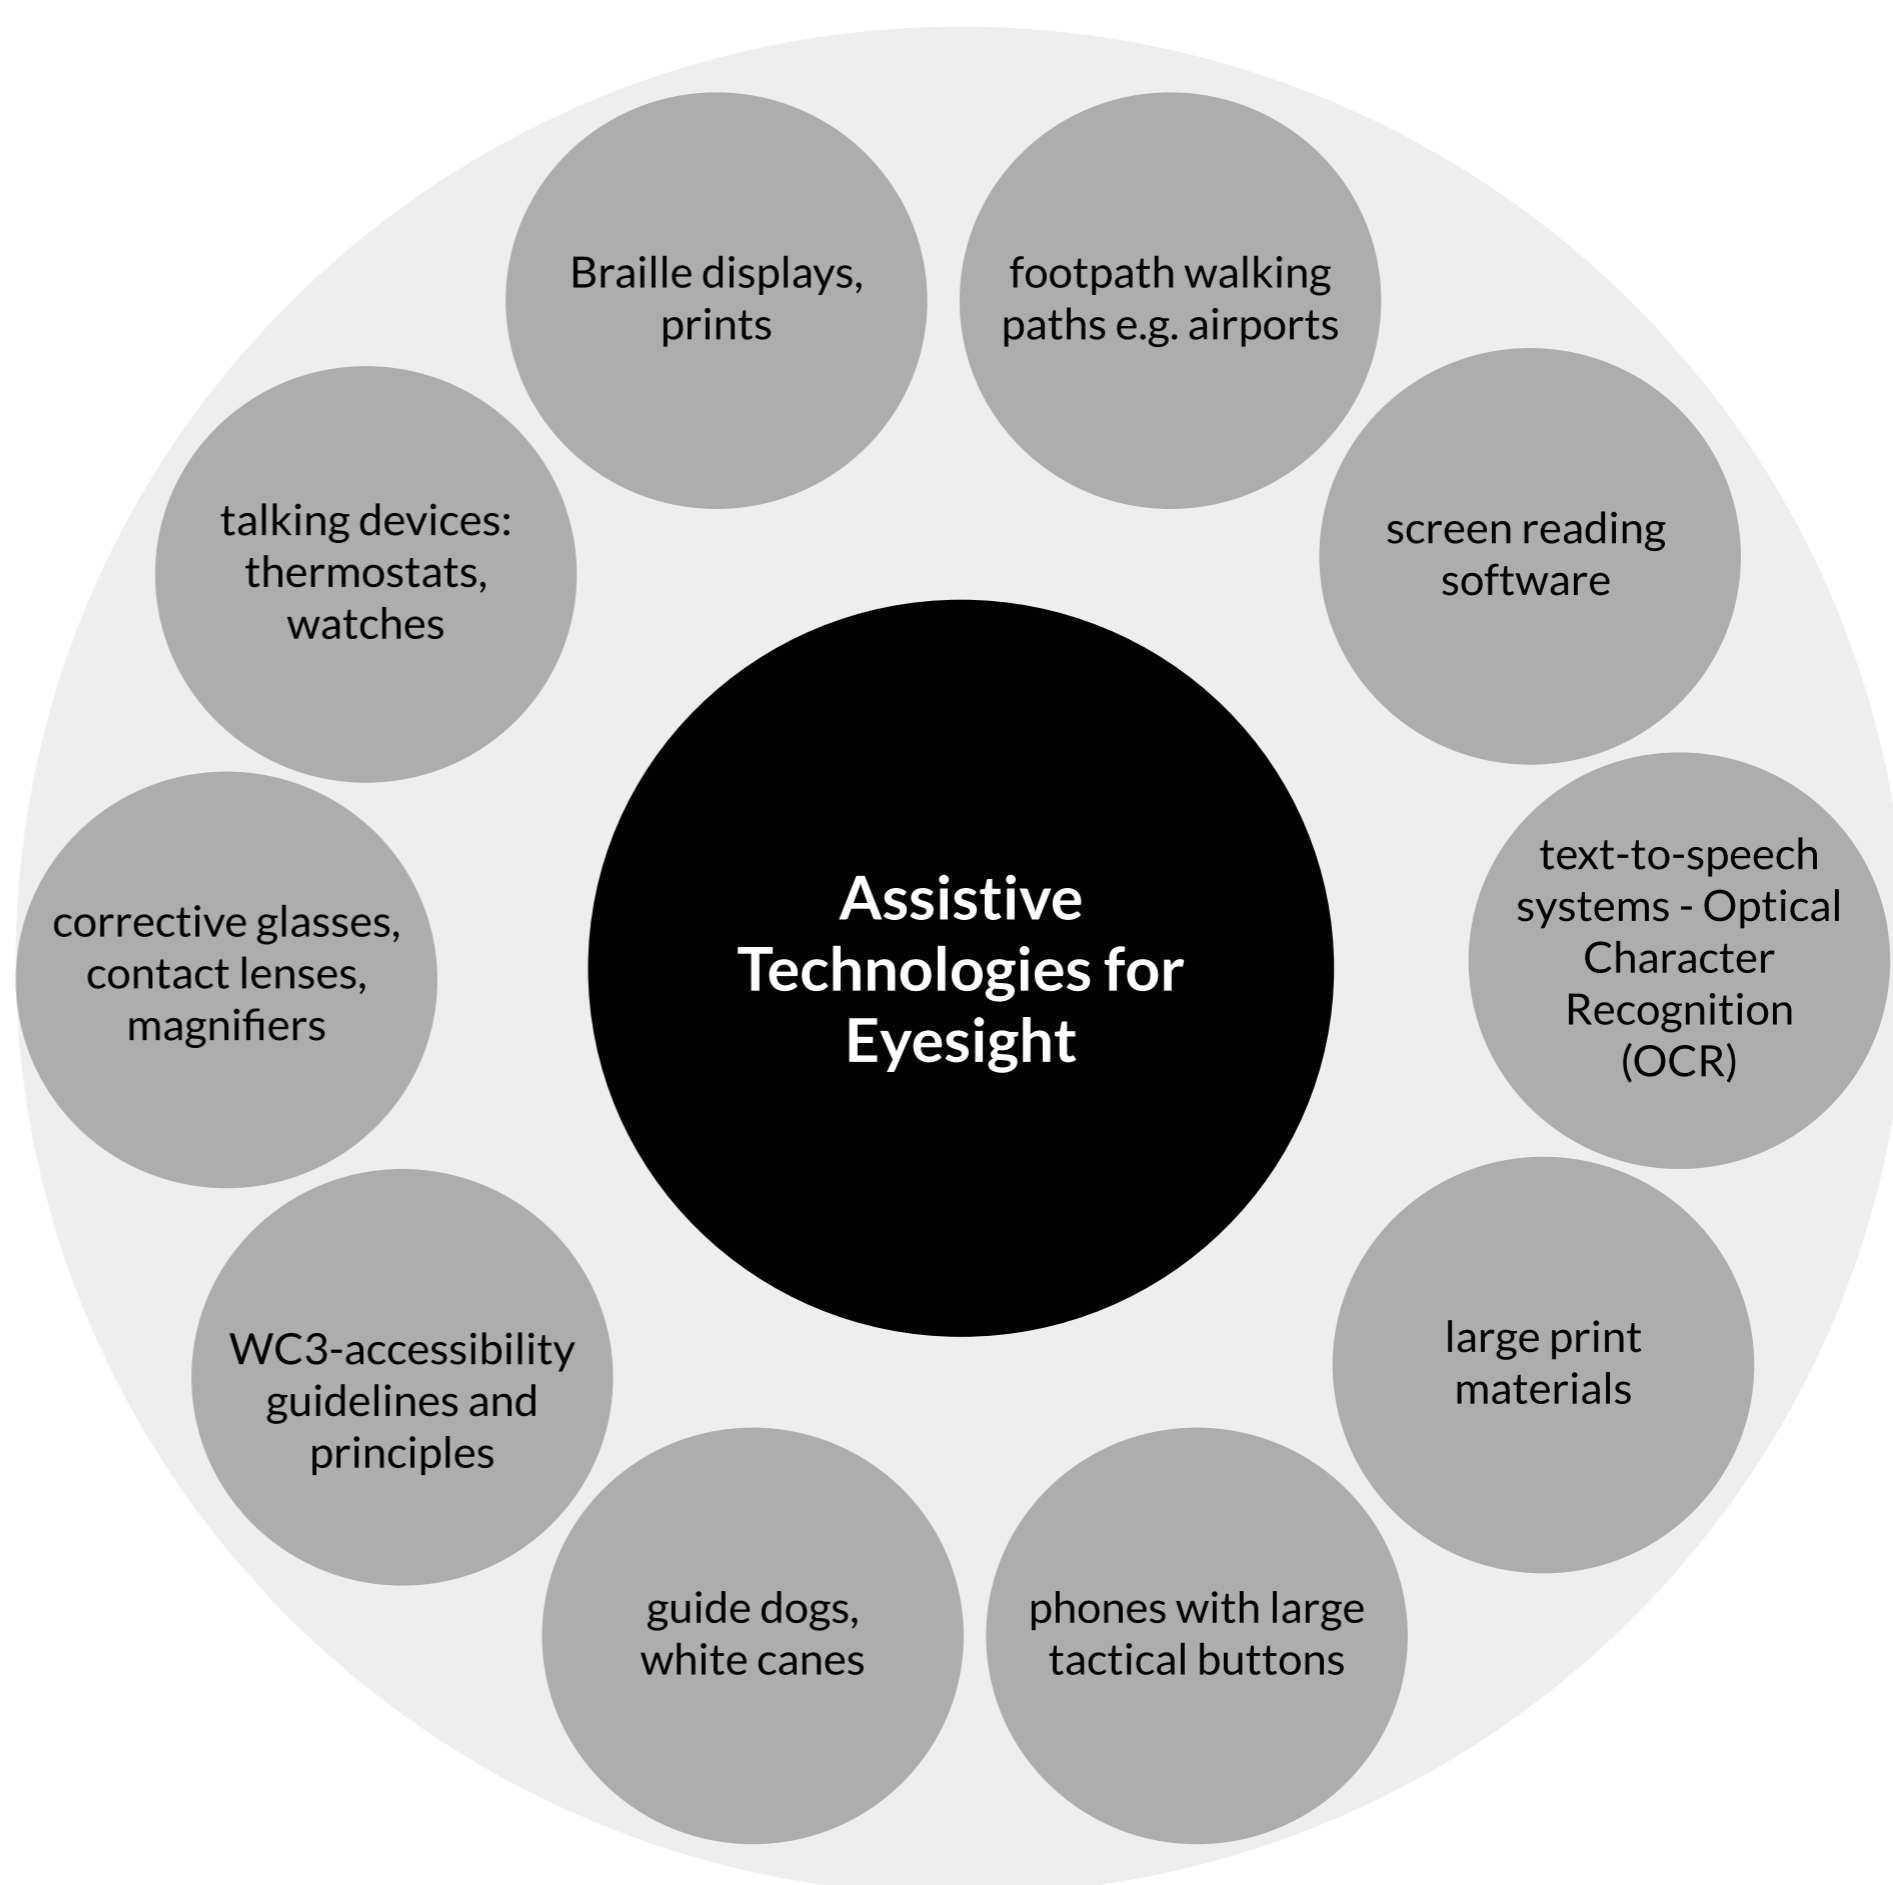 Braille displays,
prints
footpath walking
paths e.g. airports
talking devices:
thermostats,
watches
screen reading
software
corrective glasses,
contact lenses,
magnifiers
Assistive
Technologies for
Eyesight
text-to-speech
systems - Optical
Character
Recognition
(OCR)
WC3-accessibility
guidelines and
principles
large print
materials
guide dogs,
white canes
phones with large
tactical buttons